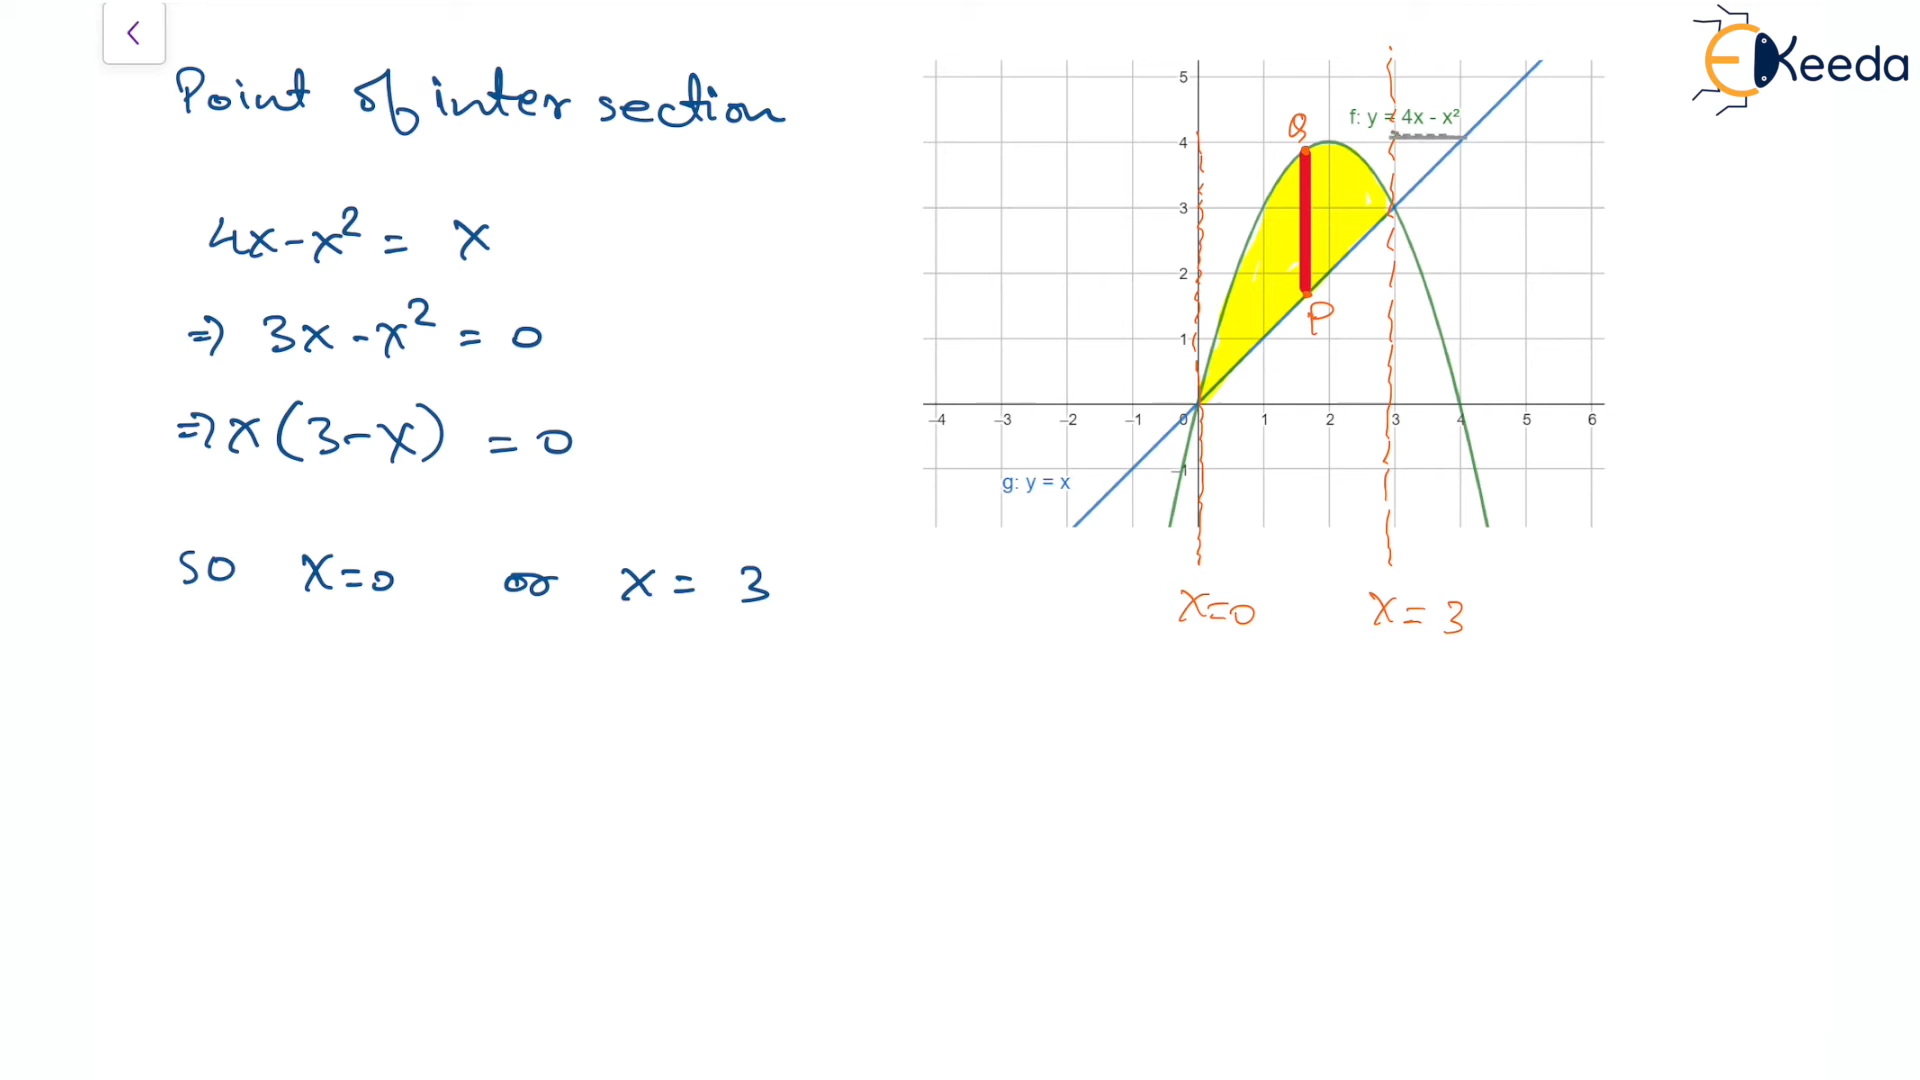 Point of intersection
4x-x² = x
⇒ 3x-x² = 0
⇒ x(3-x) = 0
so x=0 or x = 3
Keeda
5
f: y = 4x - x²
Q
4
3
2
P
1
-4 -3 -2 -1 0 1 2 3 4 5 6
-1
g: y = x
x=0 x = 3